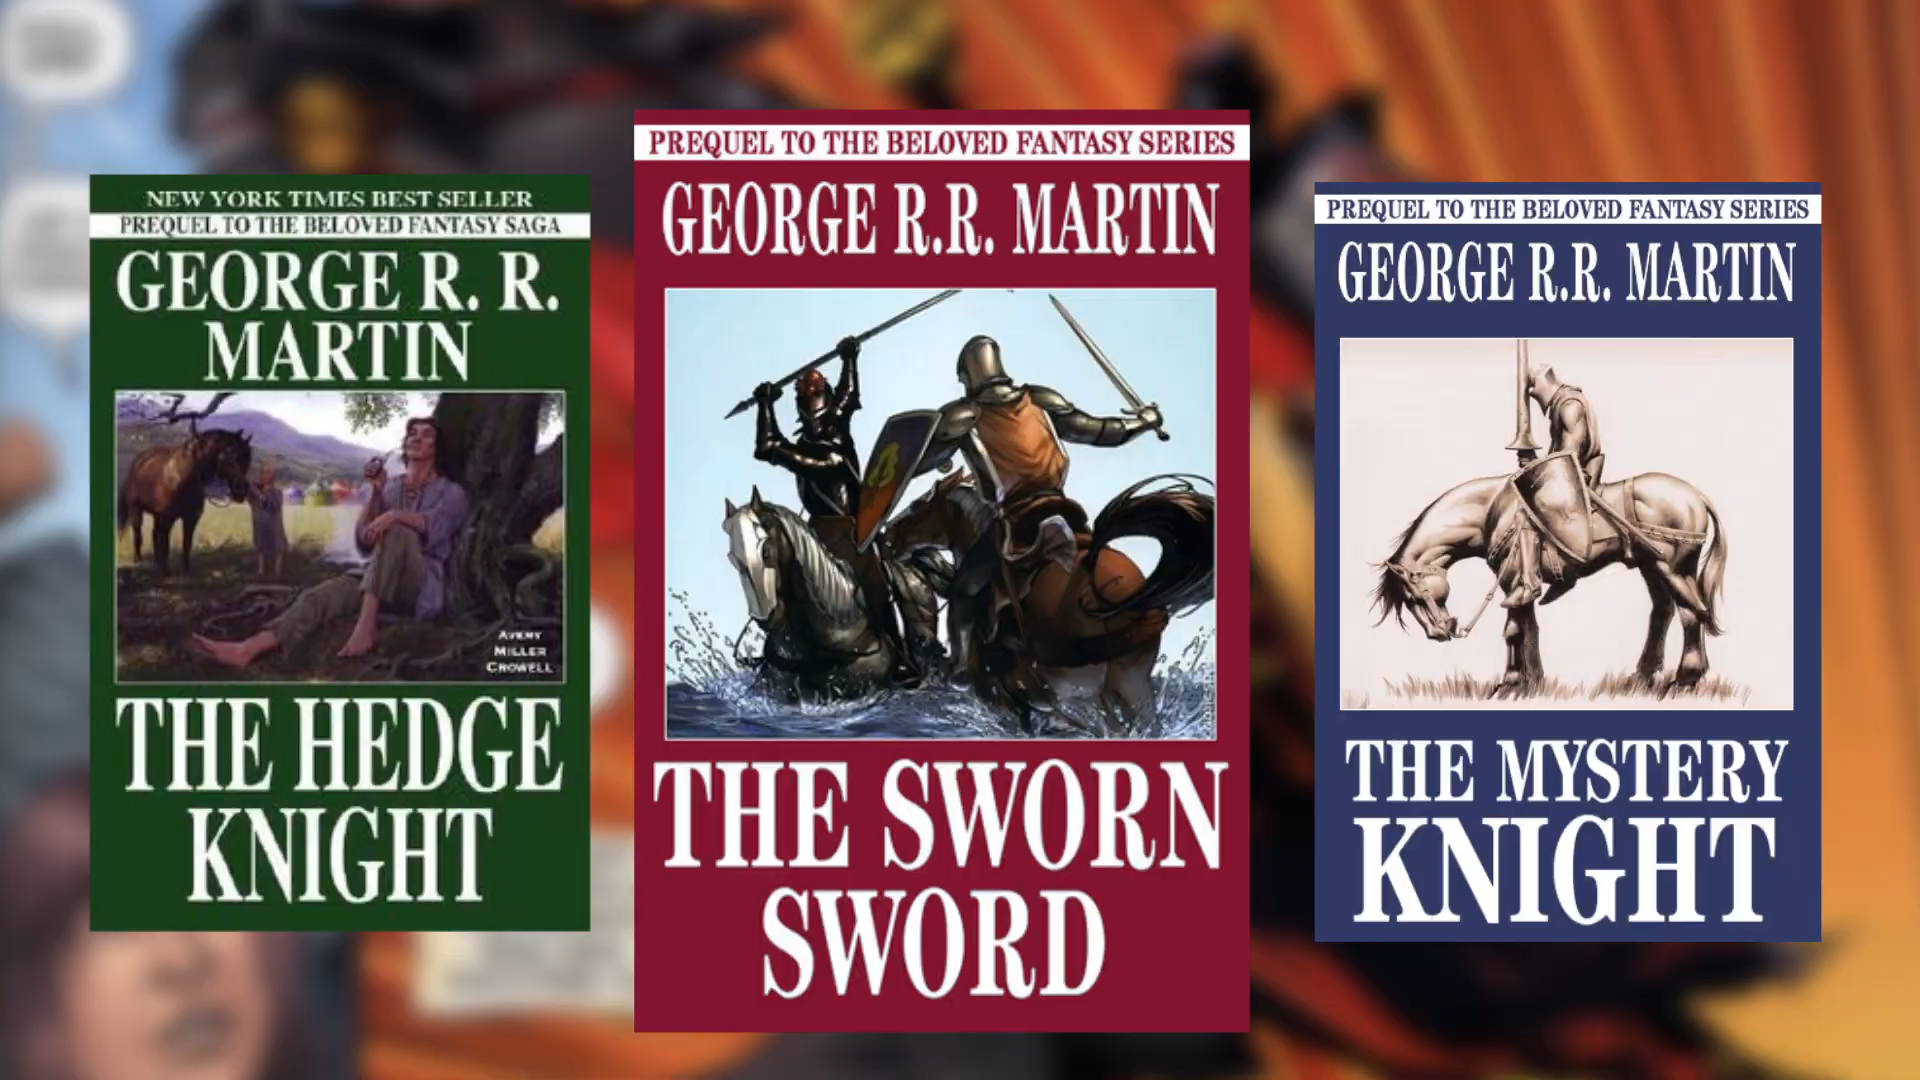 NEW YORK TIMES BEST SELLER
PREQUEL TO THE BELOVED FANTASY SAGA
GEORGE R. R.
MARTIN
AVERY
MILLER
CROWELL
THE HEDGE
KNIGHT
PREQUEL TO THE BELOVED FANTASY SERIES
GEORGE R.R. MARTIN
THE SWORN
SWORD
PREQUEL TO THE BELOVED FANTASY SERIES
GEORGE R.R. MARTIN
THE MYSTERY
KNIGHT